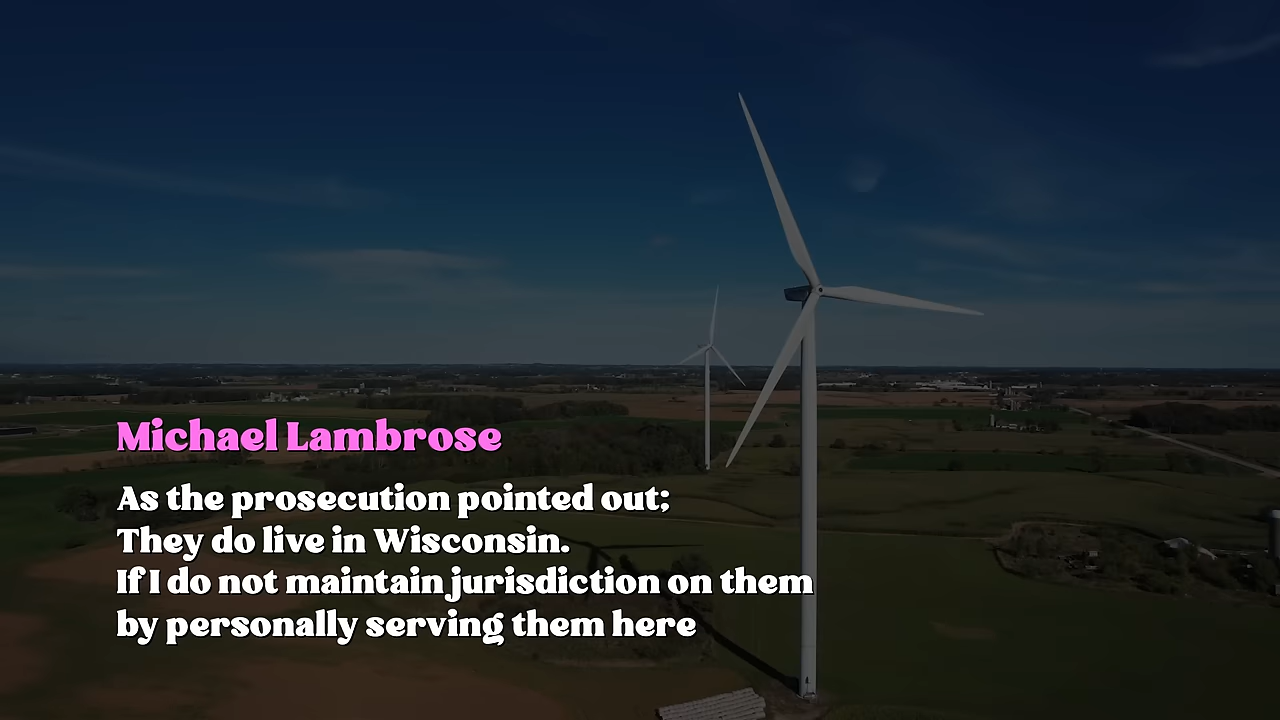 Michael Lambrose
As the prosecution pointed out;
They do live in Wisconsin.
If I do not maintain jurisdiction on them
by personally serving them here